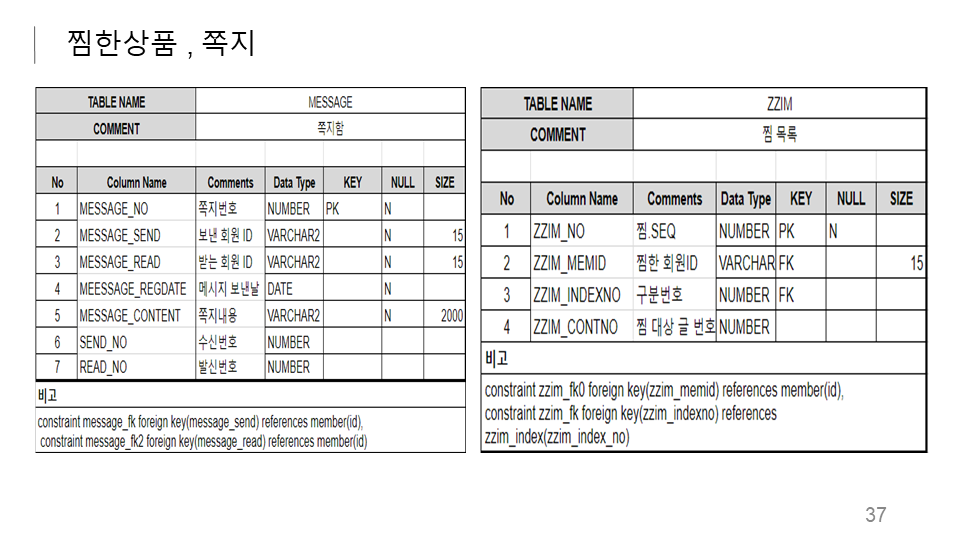 찜한상품 , 쪽지
TABLE NAME MESSAGE
COMMENT 쪽지함
No Column Name Comments Data Type KEY NULL SIZE
1 MESSAGE_NO 쪽지번호 NUMBER PK N
2 MESSAGE_SEND 보낸 회원 ID VARCHAR2 N 15
3 MESSAGE_READ 받는 회원 ID VARCHAR2 N 15
4 MEESSAGE_REGDATE 메시지 보낸날 DATE N
5 MESSAGE_CONTENT 쪽지내용 VARCHAR2 N 2000
6 SEND_NO 수신번호 NUMBER
7 READ_NO 발신번호 NUMBER
비고
constraint message_fk foreign key(message_send) references member(id),
constraint message_fk2 foreign key(message_read) references member(id)
TABLE NAME ZZIM
COMMENT 찜 목록
No Column Name Comments Data Type KEY NULL SIZE
1 ZZIM_NO 찜.SEQ NUMBER PK N
2 ZZIM_MEMID 찜한 회원ID VARCHAR FK 15
3 ZZIM_INDEXNO 구분번호 NUMBER FK
4 ZZIM_CONTNO 찜 대상 글 번호 NUMBER
비고
constraint zzim_fk0 foreign key(zzim_memid) references member(id),
constraint zzim_fk foreign key(zzim_indexno) references
zzim_index(zzim_index_no)
37